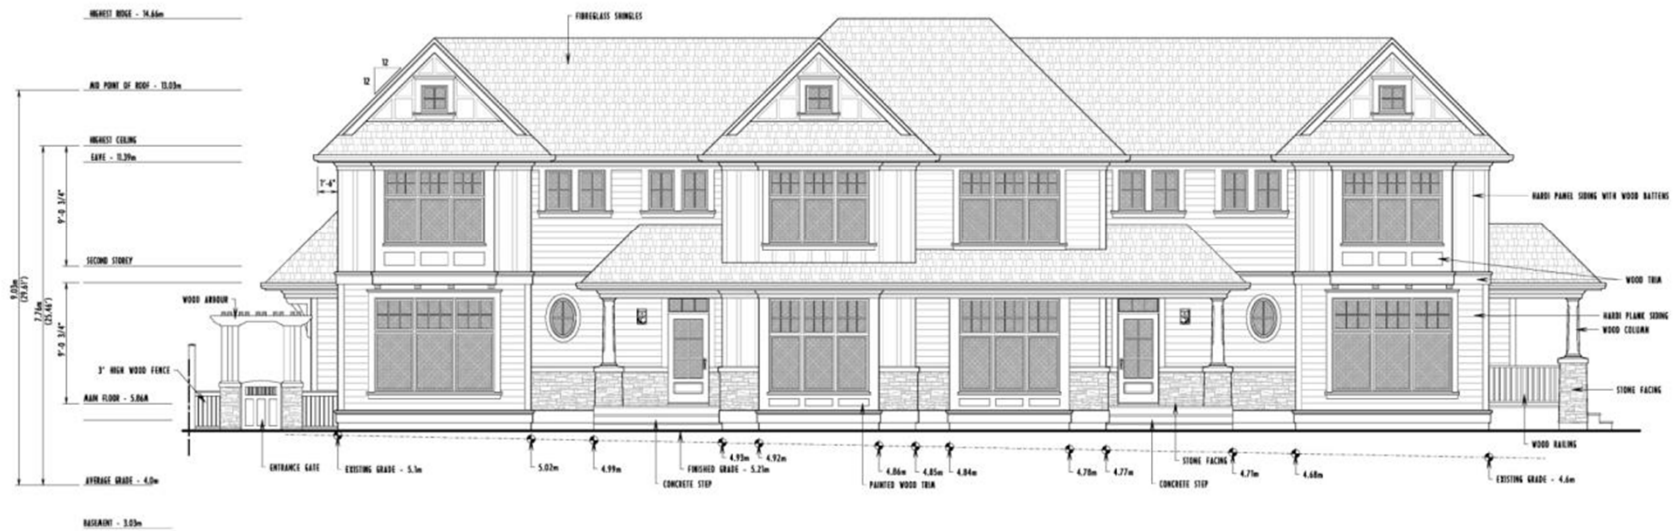 HIGHEST RIDGE - 14.66m
FIBREGLASS SHINGLES
12
12
MID POINT OF ROOF - 13.03m
HIGHEST CEILING
EAVE - 11.39m
1'-6"
9'-0 3/4"
HARDI PANEL SIDING WITH WOOD BATTENS
SECOND STOREY
WOOD TRIM
9.03m
(29.61')
7.76m
(25.46')
WOOD ARBOUR
9'-0 3/4"
HARDI PLANK SIDING
WOOD COLUMN
3' HIGH WOOD FENCE
MAIN FLOOR - 5.86M
STONE FACING
WOOD RAILING
ENTRANCE GATE
EXISTING GRADE - 5.1m
5.02m
4.99m
FINISHED GRADE - 5.21m
4.93m
4.92m
4.86m
4.85m
4.84m
4.78m
4.77m
STONE FACING
4.71m
4.68m
EXISTING GRADE - 4.6m
AVERAGE GRADE - 4.0m
CONCRETE STEP
PAINTED WOOD TRIM
CONCRETE STEP
BASEMENT - 3.03m